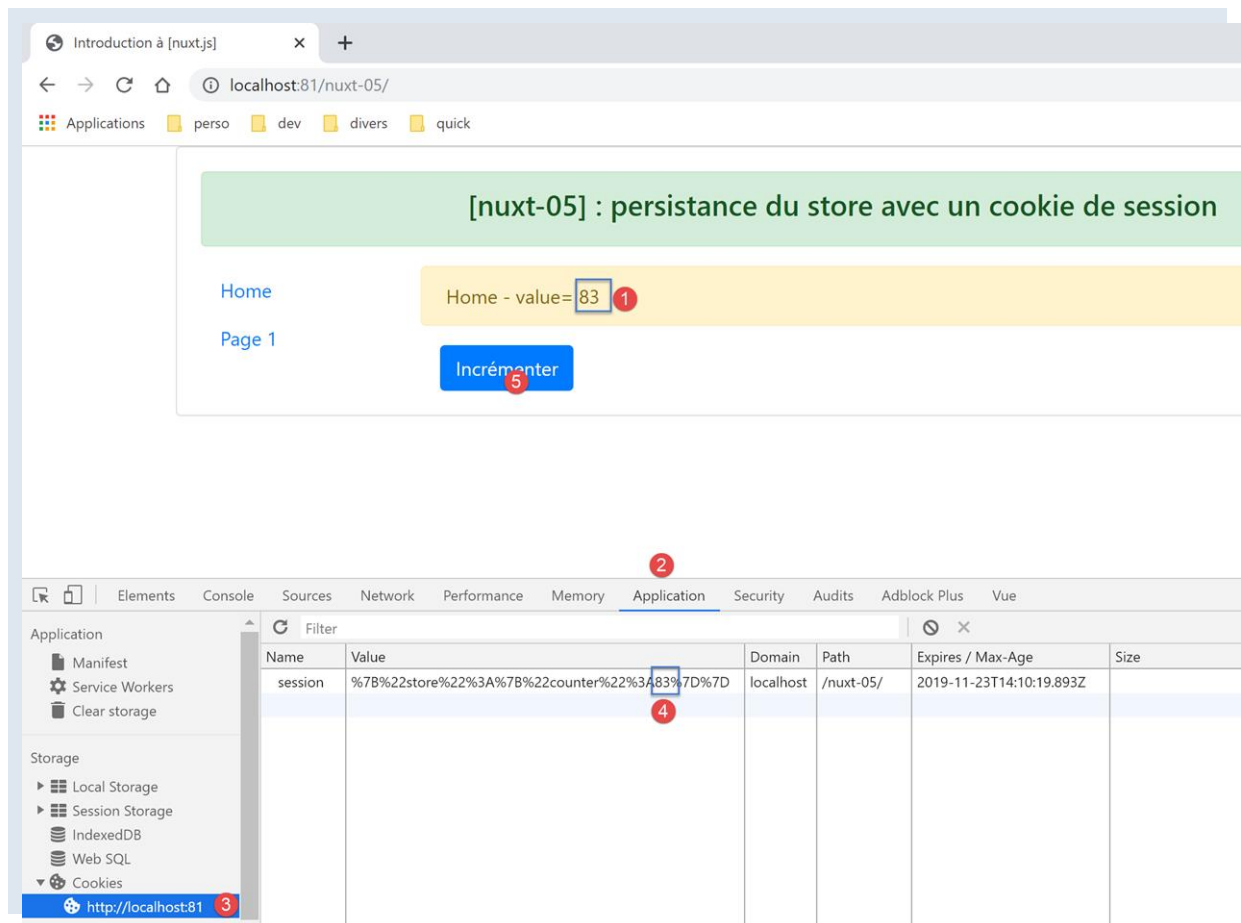 Introduction à [nuxt.js]
localhost:81/nuxt-05/
Applications perso dev divers quick
[nuxt-05] : persistance du store avec un cookie de session
Home
Home - value= 83 1
Page 1
Incrémenter
5
2
Elements Console Sources Network Performance Memory Application Security Audits Adblock Plus Vue
Application
Filter
Manifest
Service Workers
Clear storage
Name Value Domain Path Expires / Max-Age Size
session %7B%22store%22%3A%7B%22counter%22%3A83%7D%7D localhost /nuxt-05/ 2019-11-23T14:10:19.893Z
4
Storage
Local Storage
Session Storage
IndexedDB
Web SQL
Cookies
http://localhost:81 3